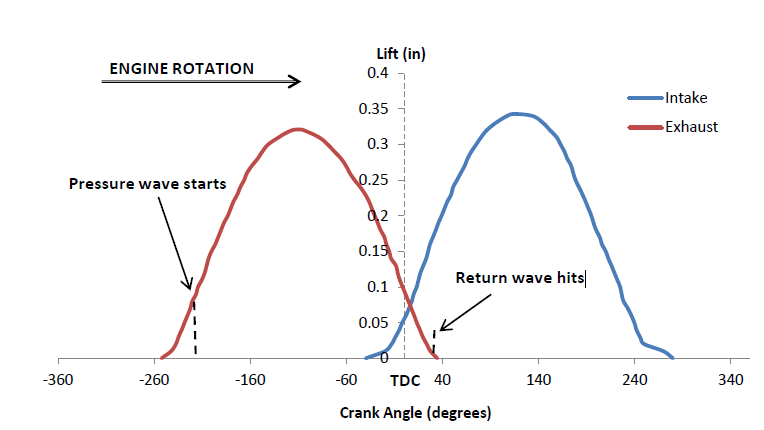 Lift (in)
ENGINE ROTATION
0.4
0.35
0.3
0.25
0.2
0.15
0.1
0.05
0
Intake
Exhaust
Pressure wave starts
Return wave hits
-360
-260
-160
-60
TDC
40
140
240
340
Crank Angle (degrees)